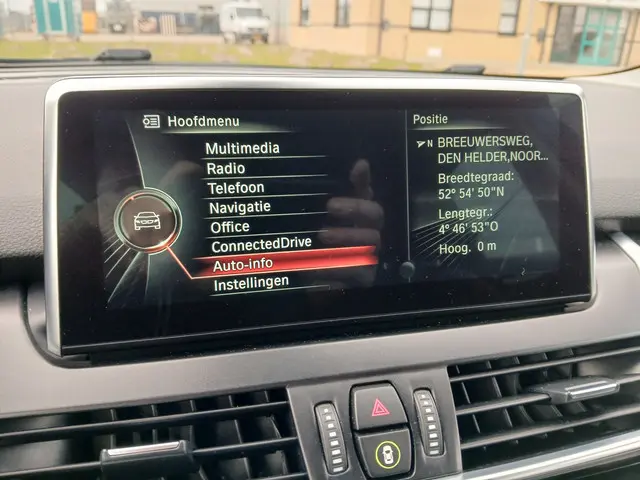 Hoofdmenu
Multimedia
Radio
Telefoon
Navigatie
Office
ConnectedDrive
Auto-info
Instellingen
Positie
N BREEUWERSWEG,
DEN HELDER,NOOR...
Breedtegraad:
52° 54' 50"N
Lengtegr.:
4° 46' 53"O
Hoog. 0 m